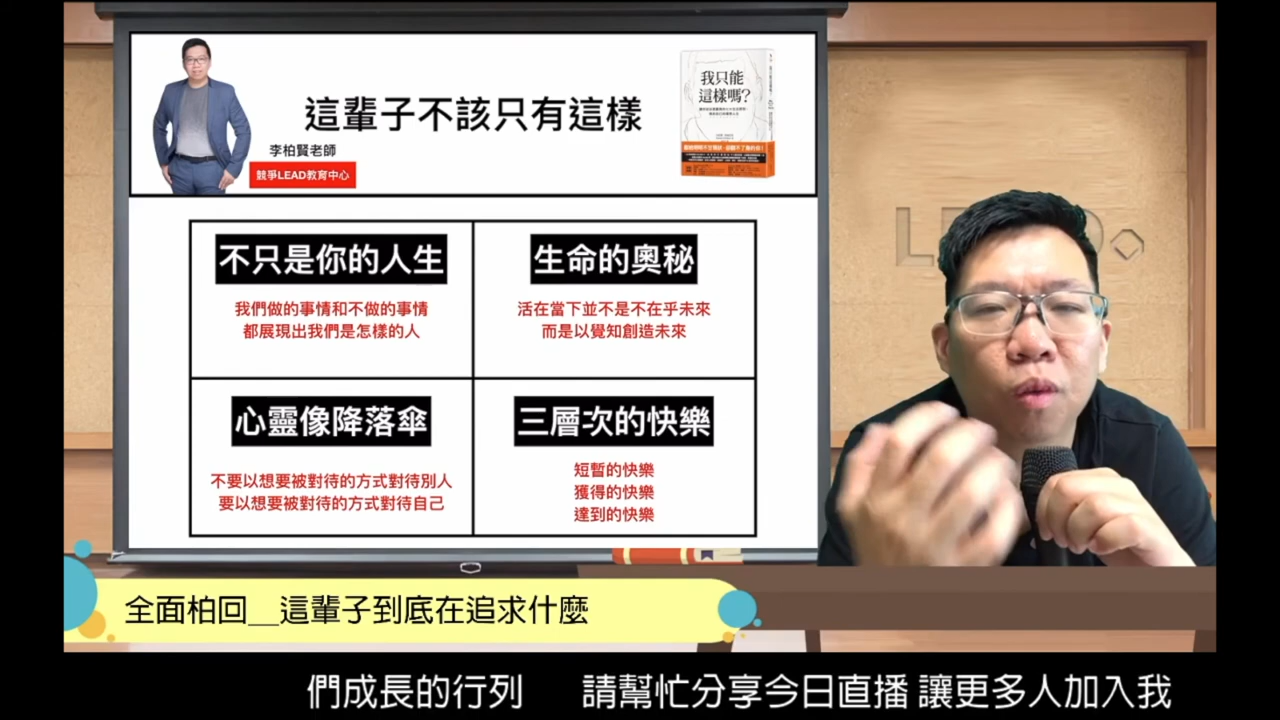 這輩子不該只有這樣
李柏賢老師
競爭LEAD教育中心
我只能
這樣嗎?
不只是你的人生
我們做的事情和不做的事情
都展現出我們是怎樣的人
生命的奧秘
活在當下並不是不在乎未來
而是以覺知創造未來
心靈像降落傘
不要以想要被對待的方式對待別人
要以想要被對待的方式對待自己
三層次的快樂
短暫的快樂
獲得的快樂
達到的快樂
全面柏回__這輩子到底在追求什麼
們成長的行列 請幫忙分享今日直播 讓更多人加入我